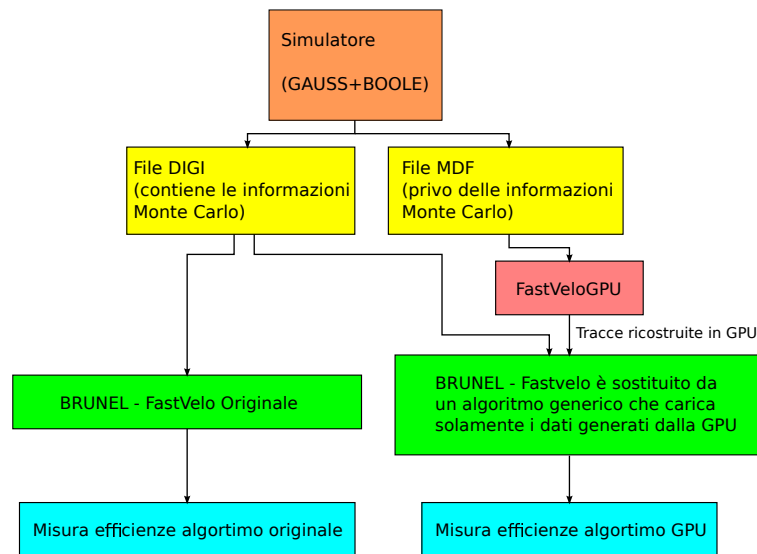 Simulatore
(GAUSS+BOOLE)
File DIGI
(contiene le informazioni
Monte Carlo)
File MDF
(privo delle informazioni
Monte Carlo)
FastVeloGPU
Tracce ricostruite in GPU
BRUNEL - FastVelo Originale
BRUNEL - Fastvelo è sostituito da
un algoritmo generico che carica
solamente i dati generati dalla GPU
Misura efficienze algortimo originale
Misura efficienze algortimo GPU